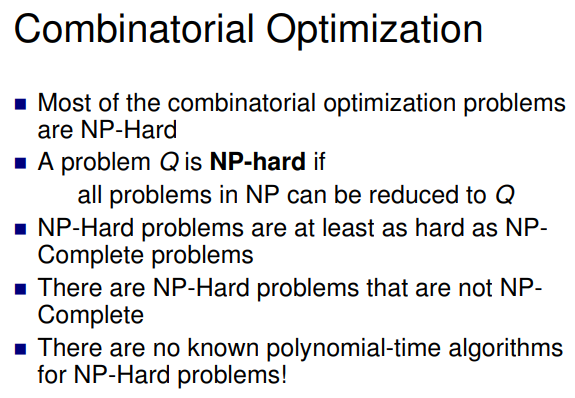 Combinatorial Optimization
■ Most of the combinatorial optimization problems
are NP-Hard
■ A problem Q is NP-hard if
all problems in NP can be reduced to Q
■ NP-Hard problems are at least as hard as NP-
Complete problems
■ There are NP-Hard problems that are not NP-
Complete
■ There are no known polynomial-time algorithms
for NP-Hard problems!